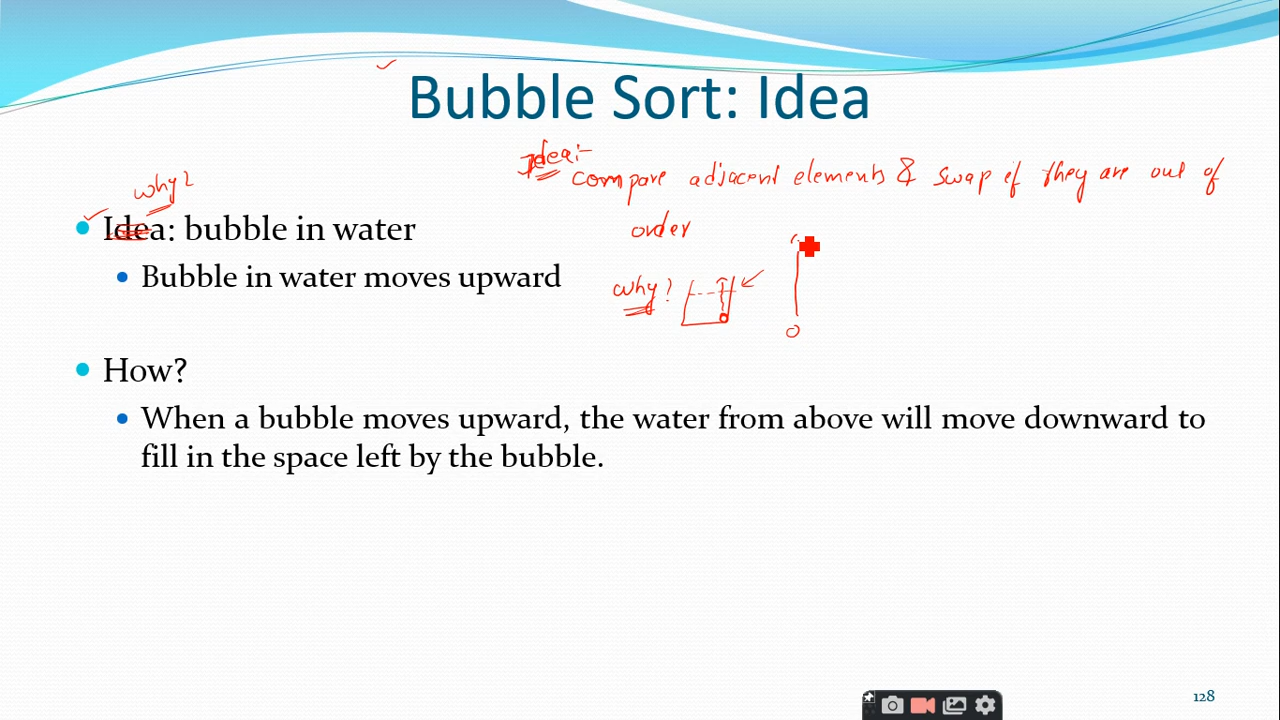 Bubble Sort: Idea
Idea:-
compare adjacent elements & swap if they are out of
order
why?
• Idea: bubble in water
• Bubble in water moves upward
why?
• How?
• When a bubble moves upward, the water from above will move downward to
fill in the space left by the bubble.
128